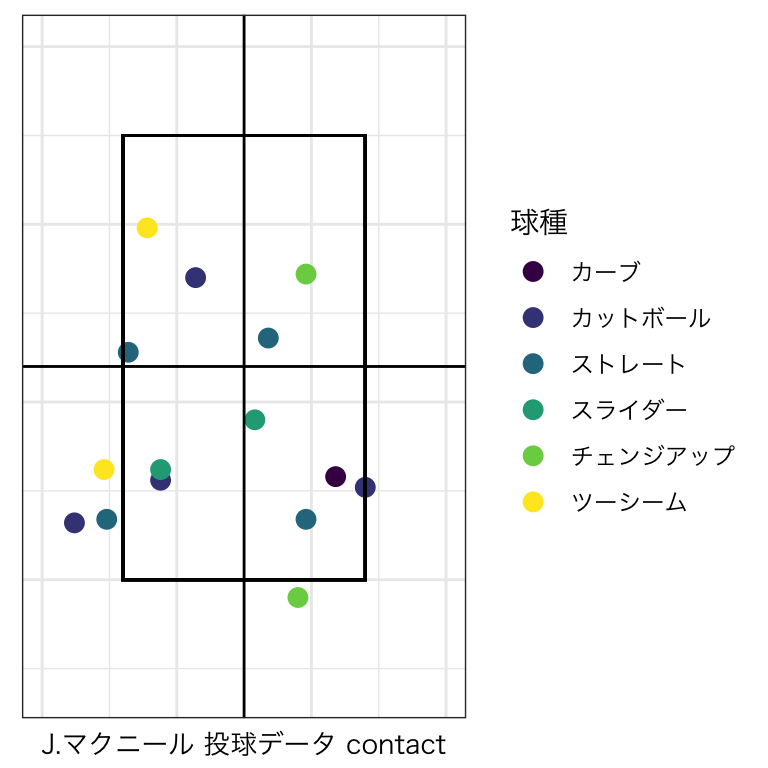 球種
カーブ
カットボール
ストレート
スライダー
チェンジアップ
ツーシーム
J.マクニール 投球データ contact